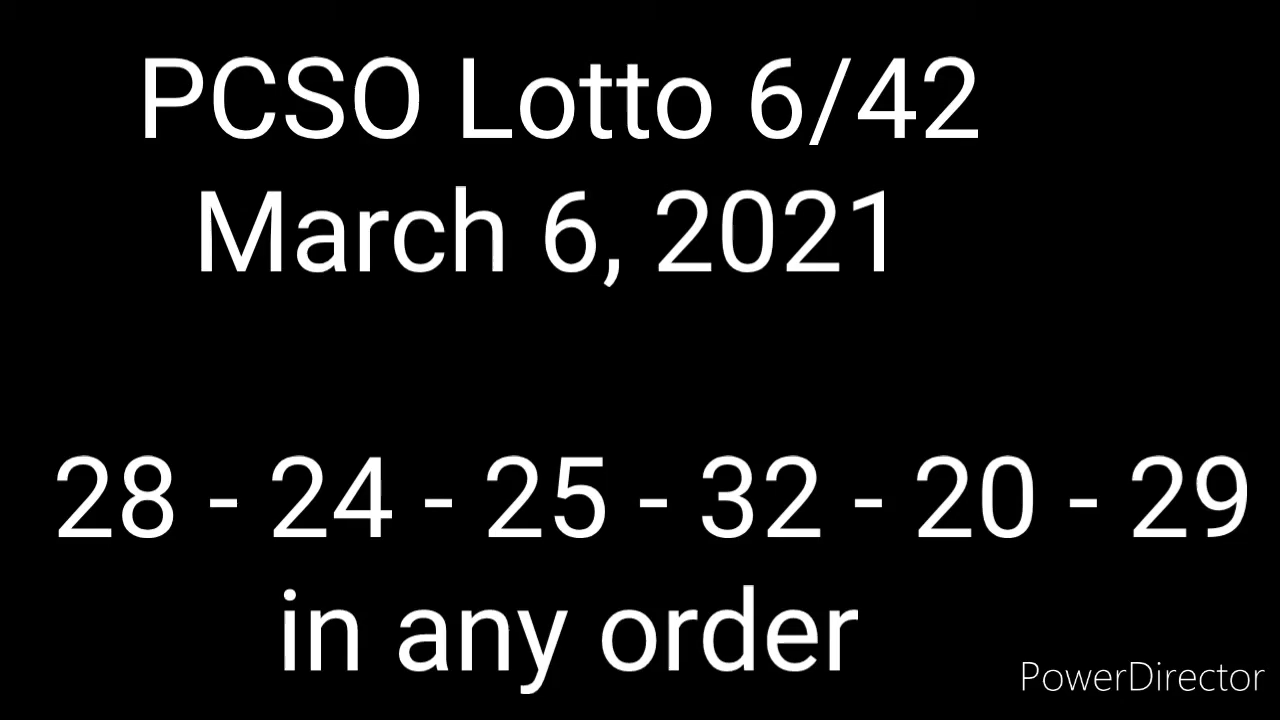 PCSO Lotto 6/42
March 6, 2021
28 - 24 - 25 - 32 - 20 - 29
in any order
PowerDirector